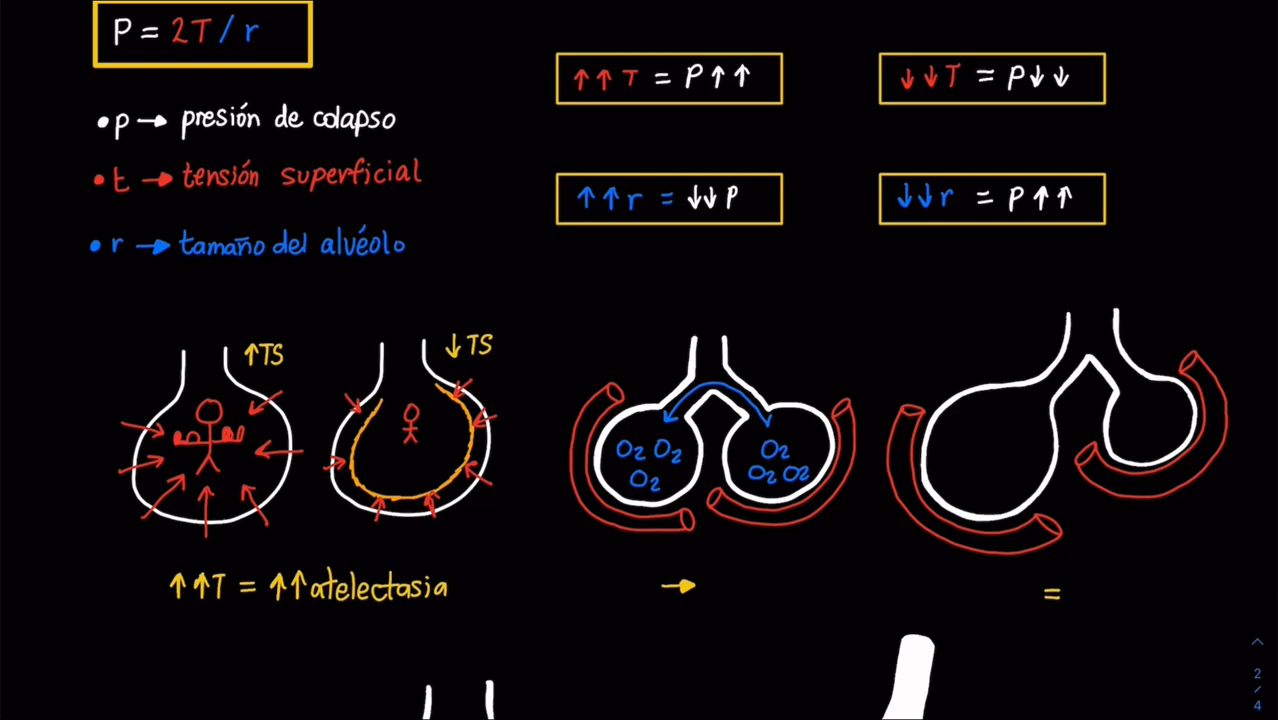 P = 2T / r
• p → presión de colapso
• t → tensión superficial
• r → tamaño del alvéolo
↑↑T = P↑↑
↓↓T = P↓↓
↑↑r = ↓↓P
↓↓r = P↑↑
↑TS
↓TS
O2 O2
O2
O2
O2 O2
↑↑T = ↑↑atelectasia
→
=
2
/
4